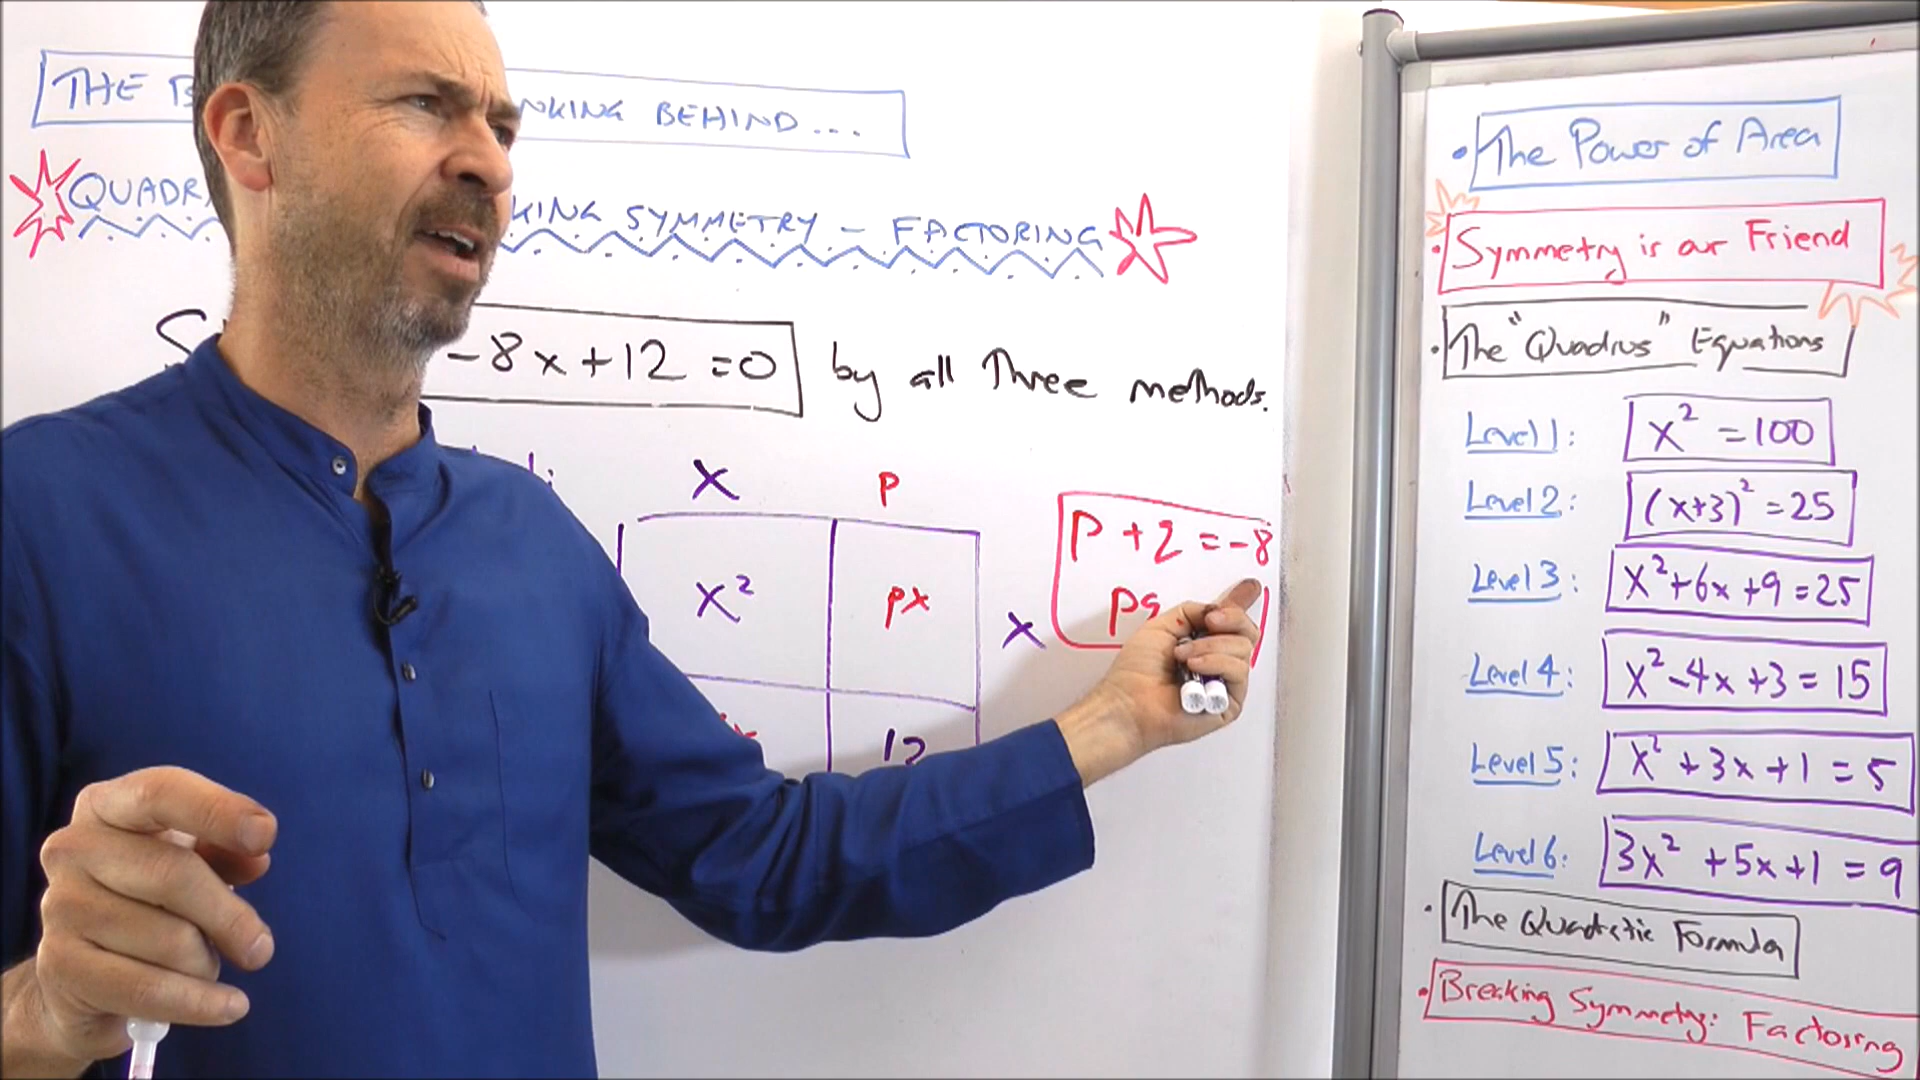 THE
NKING BEHIND...
QUADR
KING SYMMETRY - FACTORING
-8x+12=0 by all Three methods.
x
p
x²
px
x
12
p+2=-8
pq
• The Power of Area
• Symmetry is our Friend
• The "Quadrus" Equations
Level 1: x²=100
Level 2: (x+3)²=25
Level 3: x²+6x+9=25
Level 4: x²-4x+3=15
Level 5: x²+3x+1=5
Level 6: 3x²+5x+1=9
• The Quadratic Formula
• Breaking Symmetry: Factoring